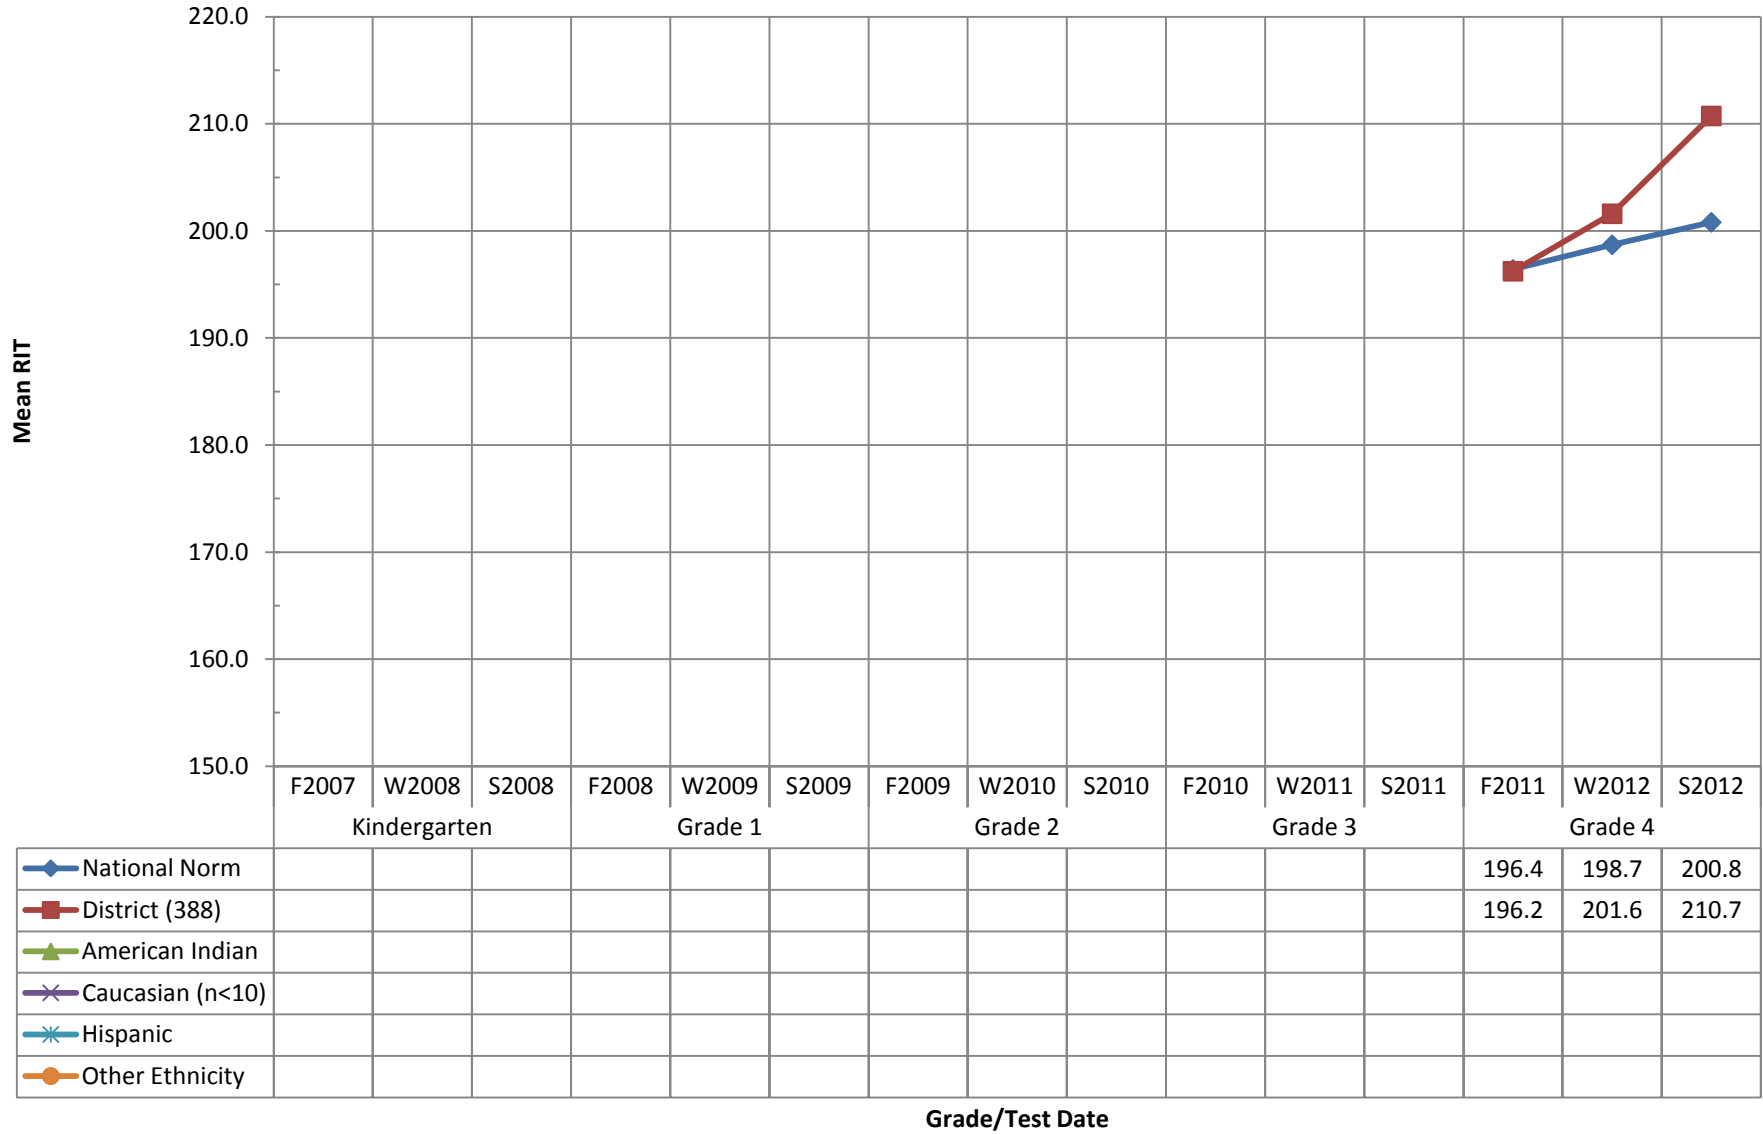 220.0
210.0
200.0
190.0
180.0
170.0
160.0
150.0
Mean RIT
F2007 W2008 S2008 F2008 W2009 S2009 F2009 W2010 S2010 F2010 W2011 S2011 F2011 W2012 S2012
Kindergarten Grade 1 Grade 2 Grade 3 Grade 4
National Norm 196.4 198.7 200.8
District (388) 196.2 201.6 210.7
American Indian
Caucasian (n<10)
Hispanic
Other Ethnicity
Grade/Test Date